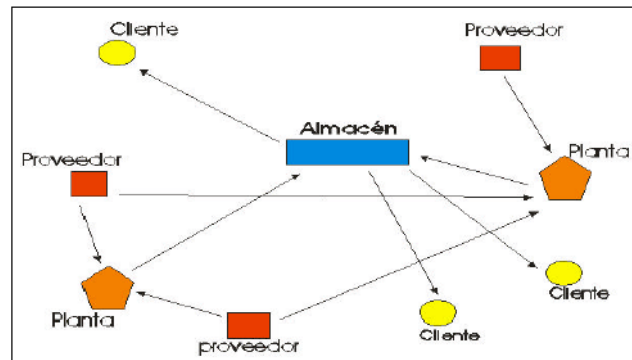 Cliente
Proveedor
Almacén
Planta
Proveedor
Cliente
Planta
proveedor
Cliente